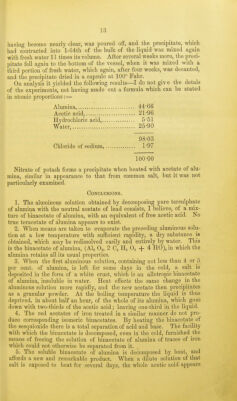 13
having become nearly clear, was poured off, and the precipitate, which
had contracted into 1-64th of the bulk of the liquid was mixed again
with fresh water 11 times its volume. After several weeks more, the precipitate
fell again to the bottom of the vessel, when it was mixed with a
third portion of fresh water, which again, after four weeks, was decanted,
and the precipitate dried in a capsule at 100° Fahr.
On analysis it yielded the following results—I do not give the details
of the experiments, not having made out a formula which can be stated
in atomic proportions:—
Alumina, 44·66
Acetic acid, 21·96
Hydrochloric acid, 5·51
Water, 25·90
98·03
Chloride of sodium, 1·97
100·00
Nitrate of potash forms a precipitate when heated with acetate of alumina,
similar in appearance to that from common salt, but it was not
particularly examined.
CONCLUSIONS.
1. The aluminous solution obtained by decomposing pure tersulphate
of alumina with the neutral acetate of lead consists, I believe, of a mixture
of binacetate of alumina, with an equivalent of free acetic acid. No
true teracetate of alumina appears to exist.
2. When means are taken to evaporate the preceding aluminous solution
at a low temperature with sufficient rapidity, a dry substance is
obtained, which may be redissolved easily and entirely by water. This
is the binacetate of alumina, in which the
alumina retains all its usual properties.
3. When the first aluminous solution, containing not less than 4 or 5
per cent. of alumina, is left for some days in the cold, a salt is
deposited in the form of a white crust, which is an allotropic binacetate
of alumina, insoluble in water. Heat effects the same change in the
aluminous solution more rapidly, and the new acetate then precipitates
as a granular powder. At the boiling temperature the liquid is thus
deprived, in about half an hour, of the whole of its alumina, which goes
down with two-thirds of the acetic acid; leaving one-third in the liquid.
4. The red acetates of iron treated in a similar manner do not produce
corresponding isomeric binacetates. By heating the binacetate of
the sesquioxide there is a total separation of acid and base. The facility
with which the binacetate is decomposed, even in the cold, furnished the
means of freeing the solution of binacetate of alumina of traces of iron
which could not otherwise be separated from it.
5. The soluble binacetate of alumina is decomposed by heat, and
affords a new and remarkable product. When a dilute solution of that
salt is exposed to heat for several days, the whole acetic acid appears